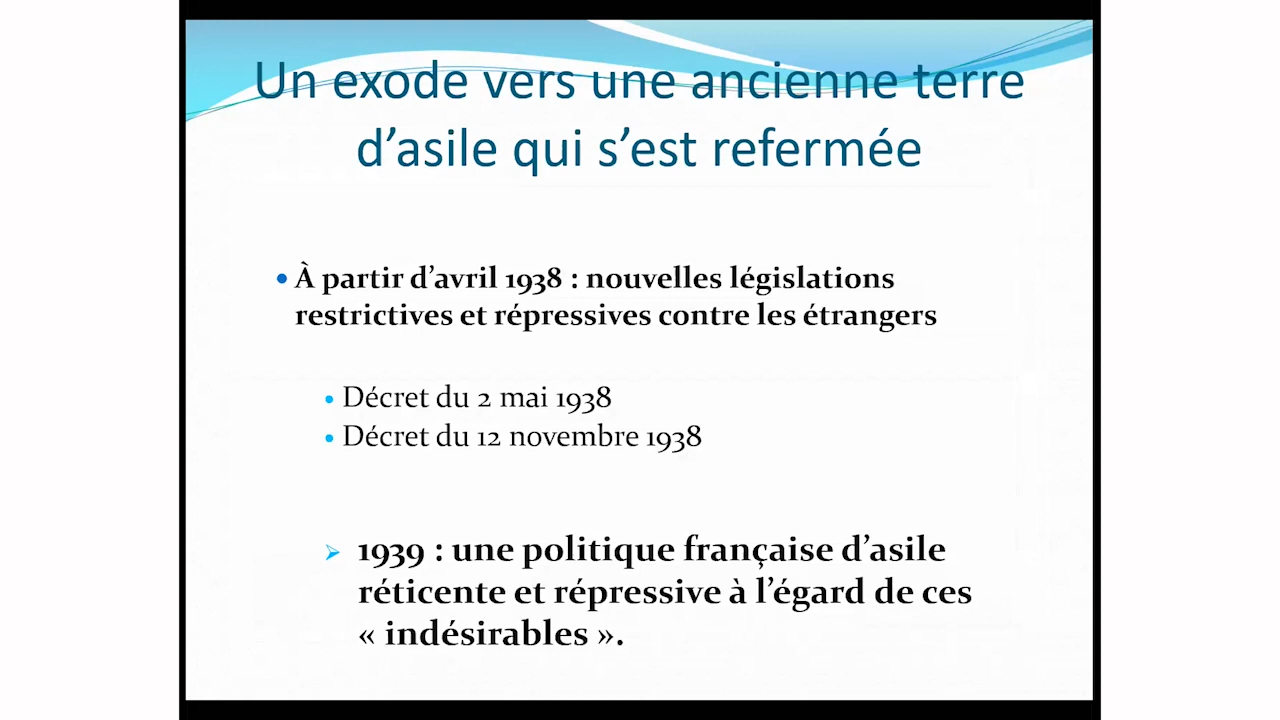 Un exode vers une ancienne terre
d’asile qui s’est refermée
• À partir d’avril 1938 : nouvelles législations
restrictives et répressives contre les étrangers
• Décret du 2 mai 1938
• Décret du 12 novembre 1938
➢ 1939 : une politique française d’asile
réticente et répressive à l’égard de ces
« indésirables ».